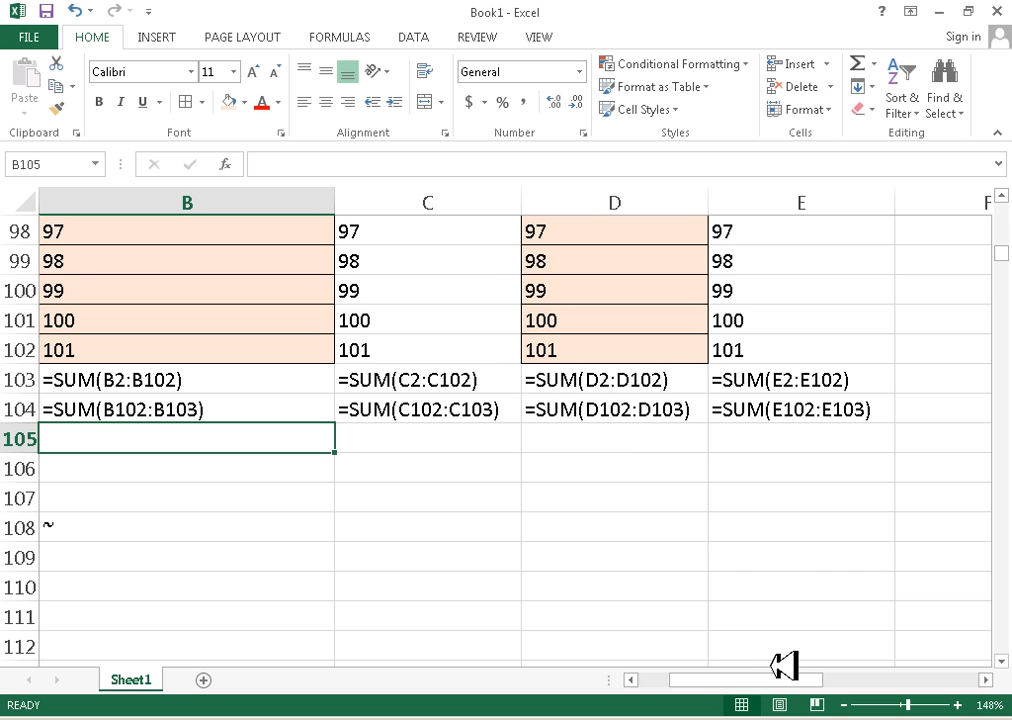 Book1 - Excel
?
FILE HOME INSERT PAGE LAYOUT FORMULAS DATA REVIEW VIEW Sign in
Paste
Calibri 11 A A
B I U A
General
$ % , .0 .00 .00 .0
Conditional Formatting
Format as Table
Cell Styles
Insert
Delete
Format
Σ A Z
Sort & Filter
Find & Select
Clipboard Font Alignment Number Styles Cells Editing
B105 fx
B C D E F
98 97 97 97 97
99 98 98 98 98
100 99 99 99 99
101 100 100 100 100
102 101 101 101 101
103 =SUM(B2:B102) =SUM(C2:C102) =SUM(D2:D102) =SUM(E2:E102)
104 =SUM(B102:B103) =SUM(C102:C103) =SUM(D102:D103) =SUM(E102:E103)
105
106
107
108 ~
109
110
111
112
Sheet1
READY 148%